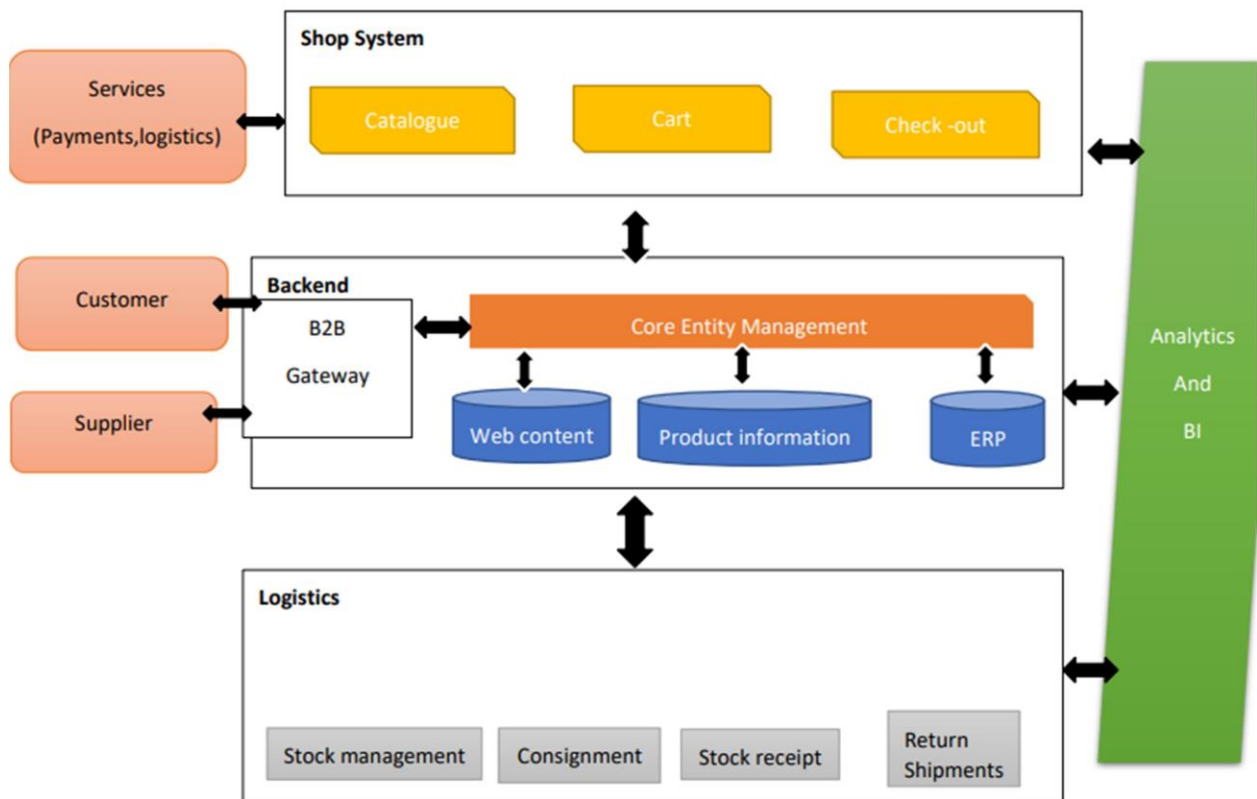 Shop System
Services
(Payments,logistics)
Catalogue
Cart
Check -out
Backend
Customer
B2B
Gateway
Core Entity Management
Analytics
And
BI
Supplier
Web content
Product information
ERP
Logistics
Stock management
Consignment
Stock receipt
Return
Shipments